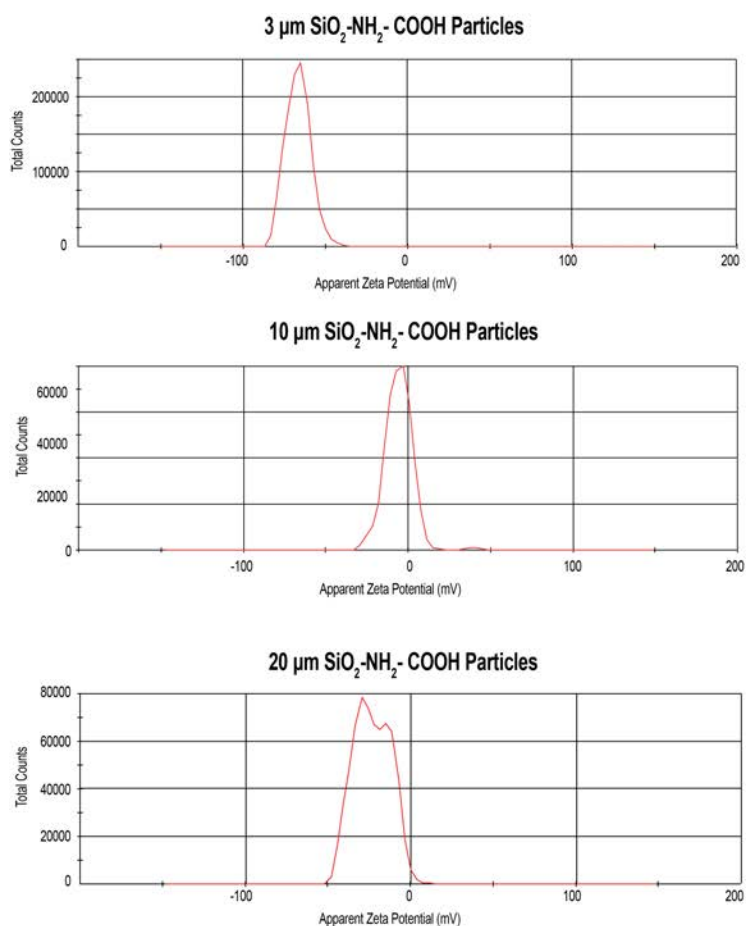 3 µm SiO₂-NH₂- COOH Particles
Total Counts
200000
100000
0
-100 0 100 200
Apparent Zeta Potential (mV)
10 µm SiO₂-NH₂- COOH Particles
Total Counts
60000
40000
20000
0
-100 0 100 200
Apparent Zeta Potential (mV)
20 µm SiO₂-NH₂- COOH Particles
Total Counts
80000
60000
40000
20000
0
-100 0 100 200
Apparent Zeta Potential (mV)